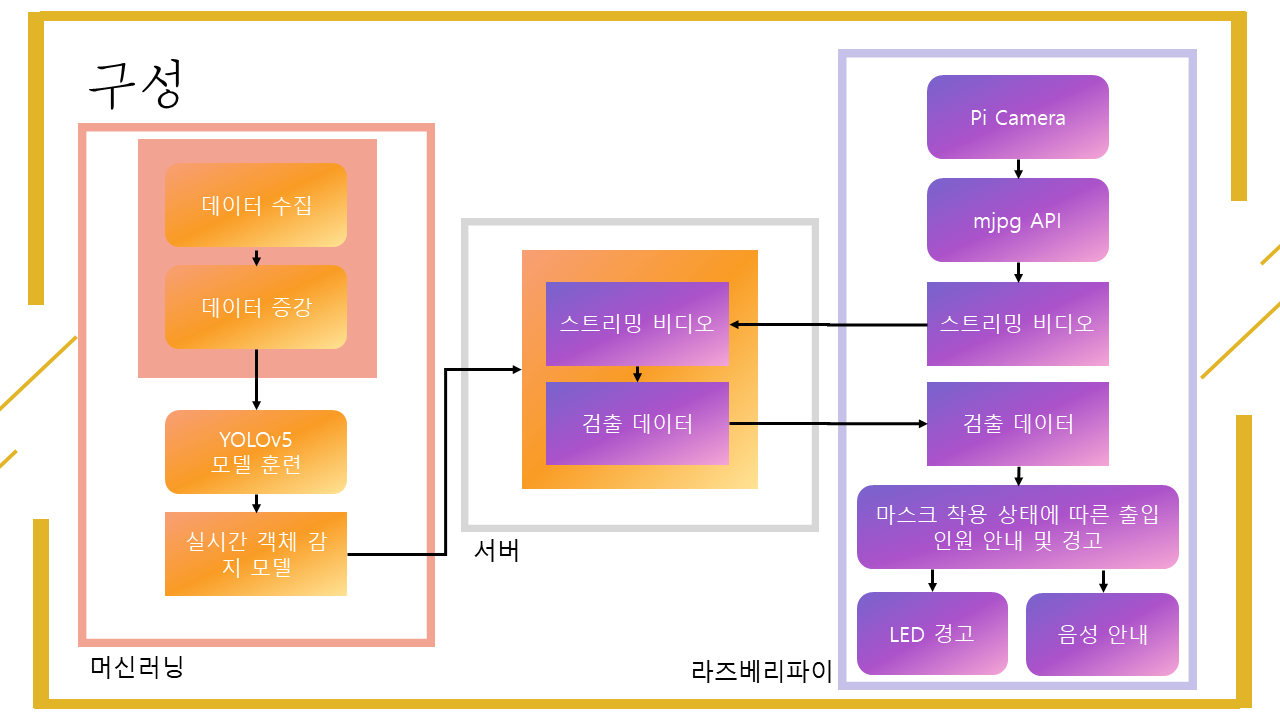 구성
데이터 수집
데이터 증강
YOLOv5
모델 훈련
실시간 객체 감
지 모델
머신러닝
스트리밍 비디오
검출 데이터
서버
Pi Camera
mjpg API
스트리밍 비디오
검출 데이터
마스크 착용 상태에 따른 출입
인원 안내 및 경고
LED 경고
음성 안내
라즈베리파이